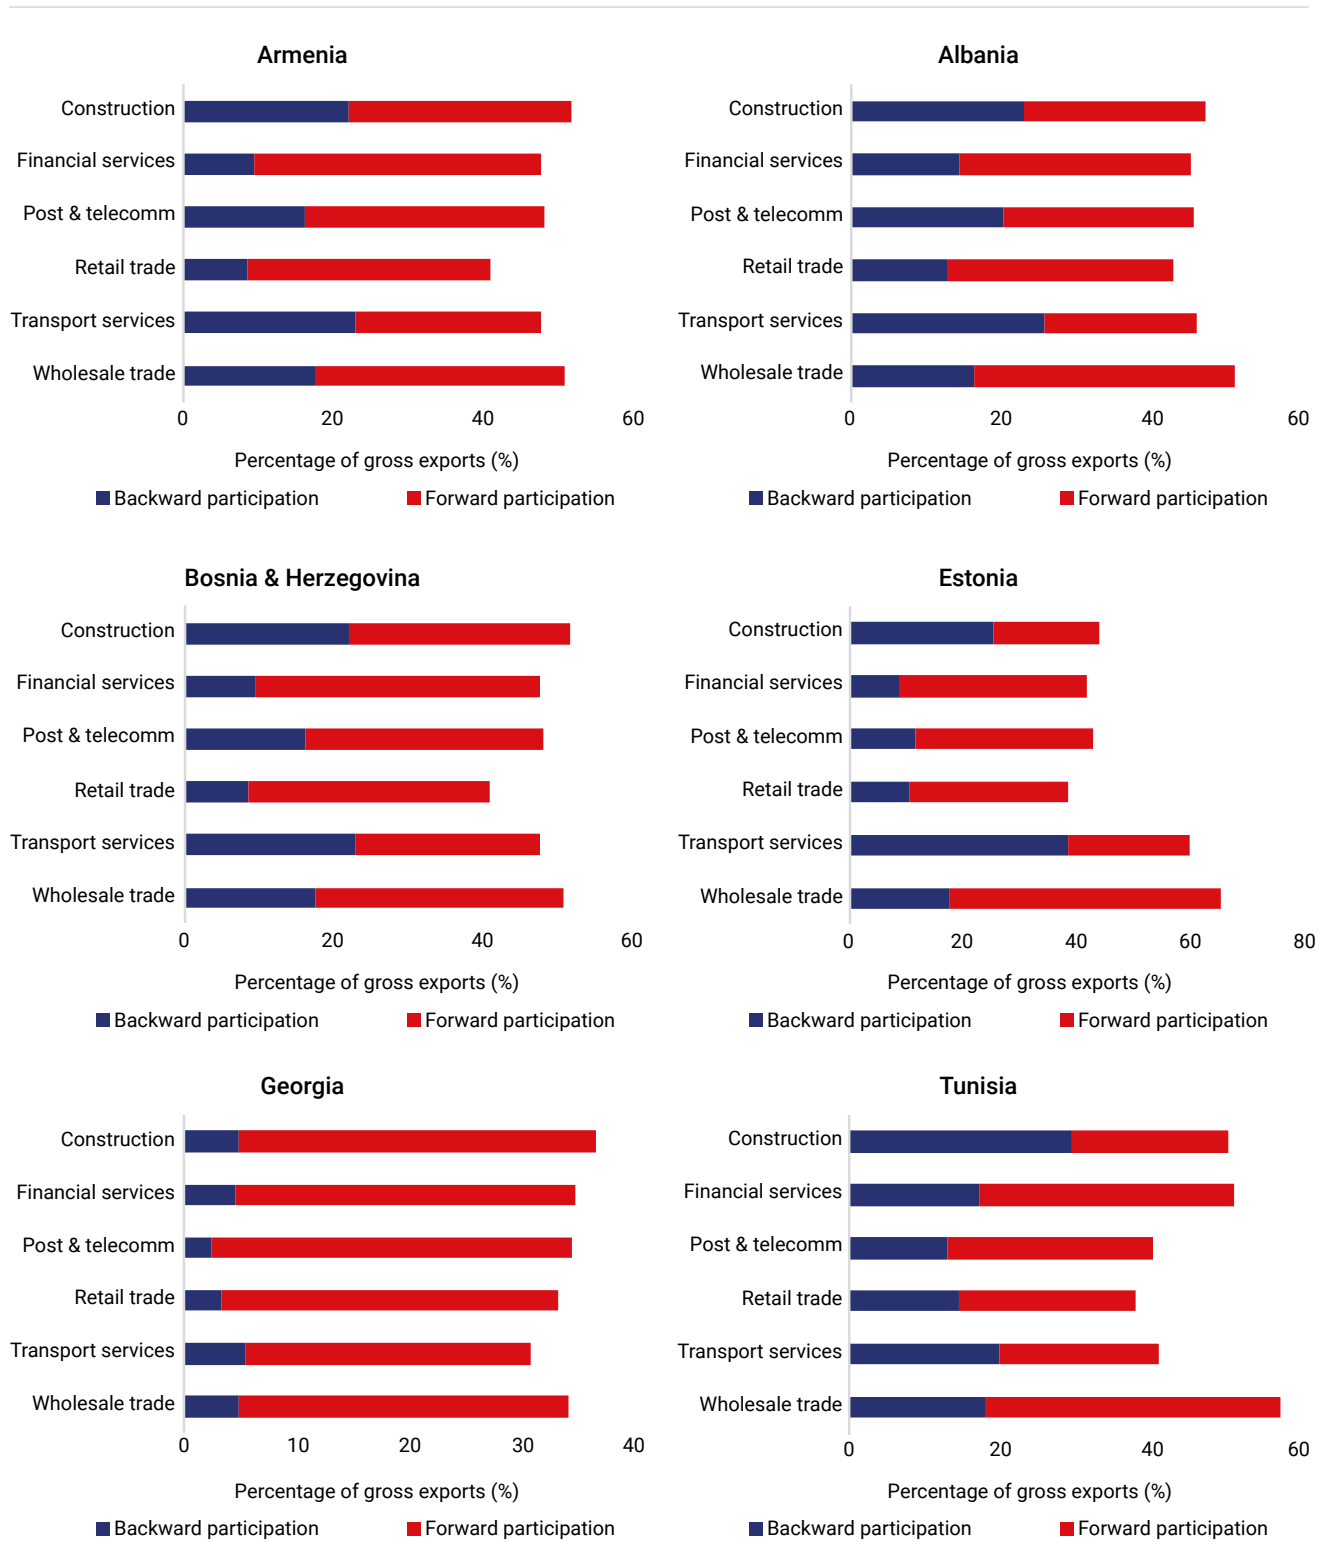 Armenia
Construction
Financial services
Post & telecomm
Retail trade
Transport services
Wholesale trade
0 20 40 60
Percentage of gross exports (%)
Backward participation Forward participation
Albania
Construction
Financial services
Post & telecomm
Retail trade
Transport services
Wholesale trade
0 20 40 60
Percentage of gross exports (%)
Backward participation Forward participation
Bosnia & Herzegovina
Construction
Financial services
Post & telecomm
Retail trade
Transport services
Wholesale trade
0 20 40 60
Percentage of gross exports (%)
Backward participation Forward participation
Estonia
Construction
Financial services
Post & telecomm
Retail trade
Transport services
Wholesale trade
0 20 40 60 80
Percentage of gross exports (%)
Backward participation Forward participation
Georgia
Construction
Financial services
Post & telecomm
Retail trade
Transport services
Wholesale trade
0 10 20 30 40
Percentage of gross exports (%)
Backward participation Forward participation
Tunisia
Construction
Financial services
Post & telecomm
Retail trade
Transport services
Wholesale trade
0 20 40 60
Percentage of gross exports (%)
Backward participation Forward participation